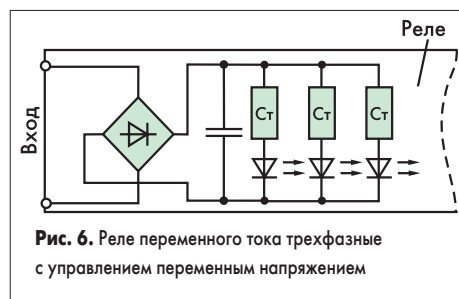 Реле
Вход
Ст Ст Ст
Рис. 6. Реле переменного тока трехфазные
с управлением переменным напряжением